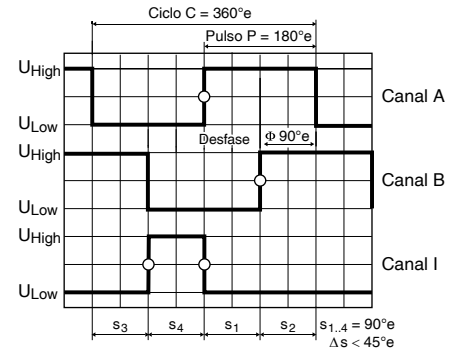 Ciclo C = 360°e
Pulso P = 180°e
UHigh
Canal A
ULow
Desfase Φ 90°e
UHigh
Canal B
ULow
UHigh
Canal I
ULow
s3 s4 s1 s2 s1..4 = 90°e
Δs < 45°e